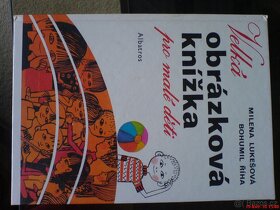 MILENA LUKEŠOVÁ
BOHUMIL ŘÍHA
Velká
obrázková
knížka
pro malé děti
Albatros